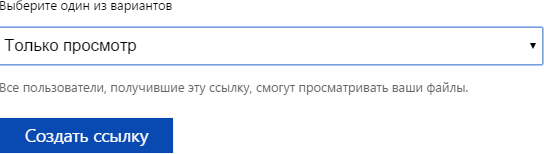 Выберите один из вариантов
Только просмотр
Все пользователи, получившие эту ссылку, смогут просматривать ваши файлы.
Создать ссылку